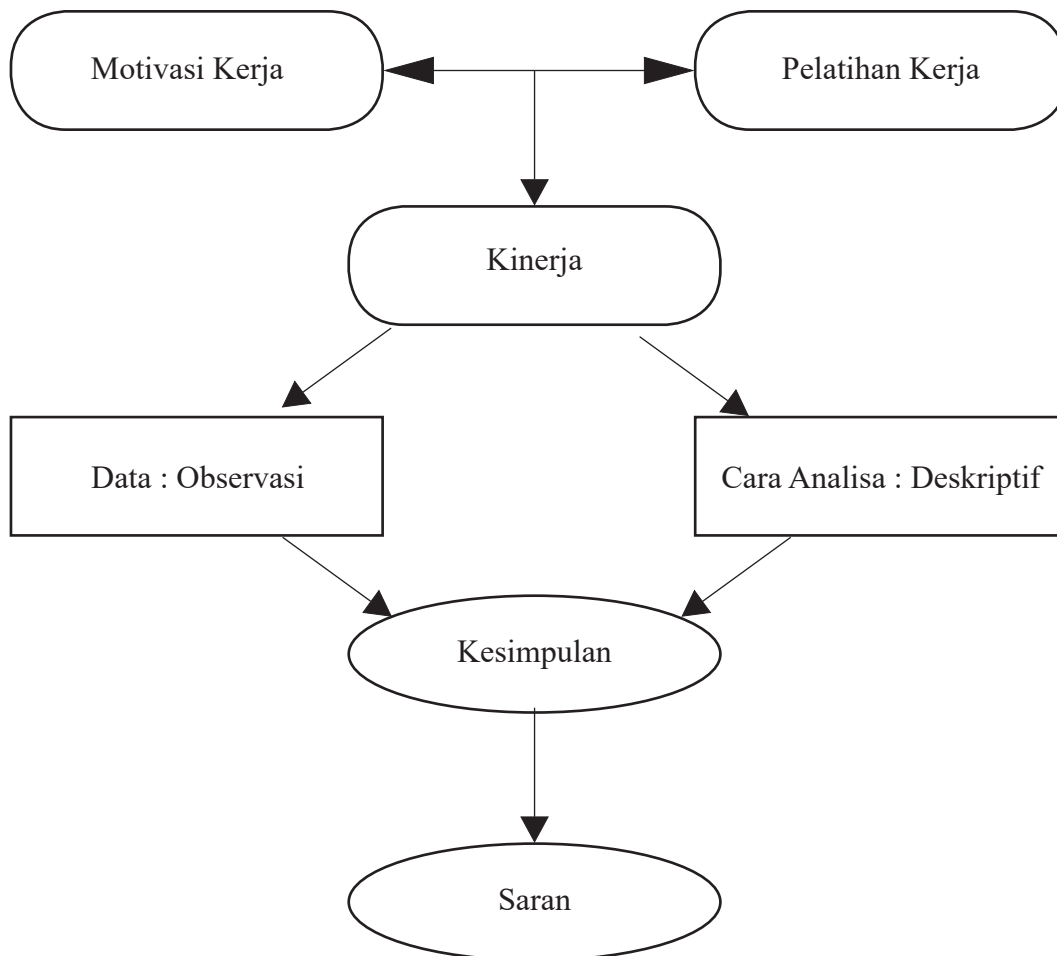 Motivasi Kerja
Pelatihan Kerja
Kinerja
Data : Observasi
Cara Analisa : Deskriptif
Kesimpulan
Saran